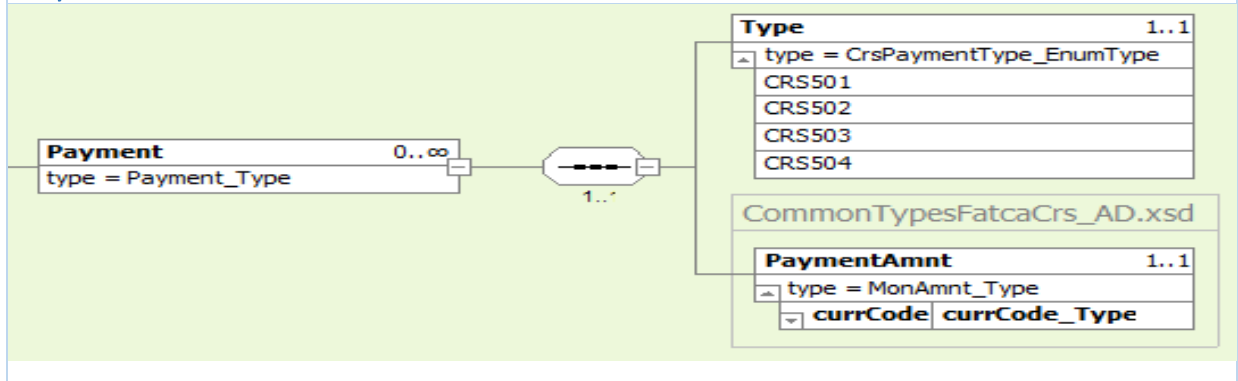 Type 1..1
type = CrsPaymentType_EnumType
CRS501
CRS502
CRS503
CRS504
Payment 0..∞
type = Payment_Type
1..
CommonTypesFatcaCrs_AD.xsd
PaymentAmnt 1..1
type = MonAmnt_Type
currCode currCode_Type